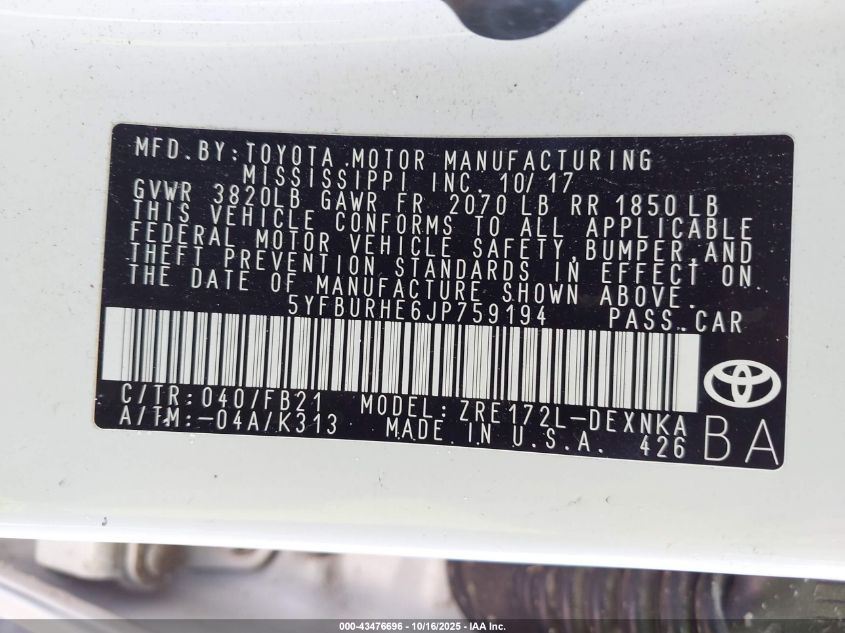 MFD.BY:TOYOTA MOTOR MANUFACTURING
MISSISSIPPI INC. 10/17
GVWR 3820LB GAWR FR 2070 LB RR 1850 LB
THIS VEHICLE CONFORMS TO ALL APPLICABLE
FEDERAL MOTOR VEHICLE SAFETY,BUMPER,AND
THEFT PREVENTION STANDARDS IN EFFECT ON
THE DATE OF MANUFACTURE SHOWN ABOVE.
5YFBURHE6JP759194 PASS.CAR
C/TR:040/FB21 MODEL:ZRE172L-DEXNKA
A/TM:-04A/K313 MADE IN U.S.A. 426 BA
000-43476696 - 10/16/2025 - IAA Inc.